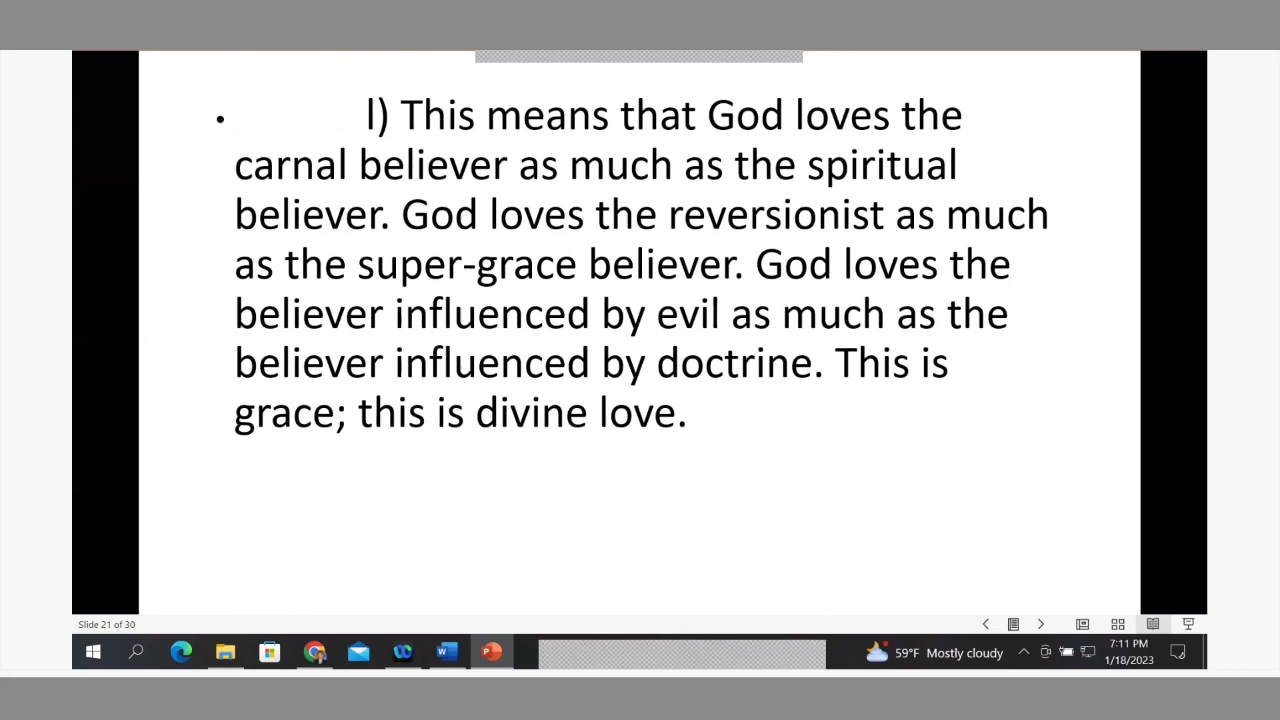 • l) This means that God loves the
carnal believer as much as the spiritual
believer. God loves the reversionist as much
as the super-grace believer. God loves the
believer influenced by evil as much as the
believer influenced by doctrine. This is
grace; this is divine love.
Slide 21 of 30
59°F Mostly cloudy
7:11 PM
1/18/2023